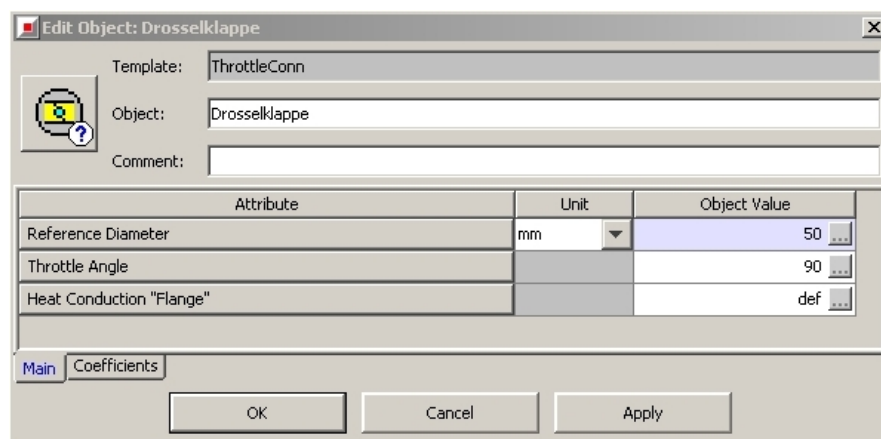 Edit Object: Drosselklappe
Template: ThrottleConn
Object: Drosselklappe
Comment:
Attribute Unit Object Value
Reference Diameter mm 50 ...
Throttle Angle 90 ...
Heat Conduction "Flange" def ...
Main Coefficients
OK Cancel Apply